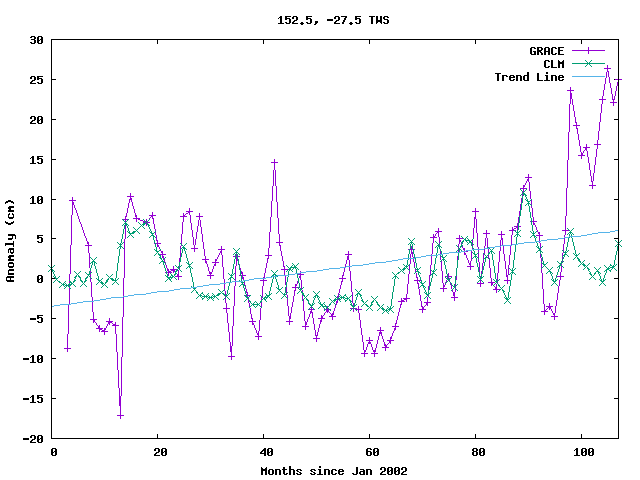 152.5, -27.5 TWS
GRACE
CLM
Trend Line
30
25
20
15
10
5
0
-5
-10
-15
-20
Anomaly (cm)
0 20 40 60 80 100
Months since Jan 2002